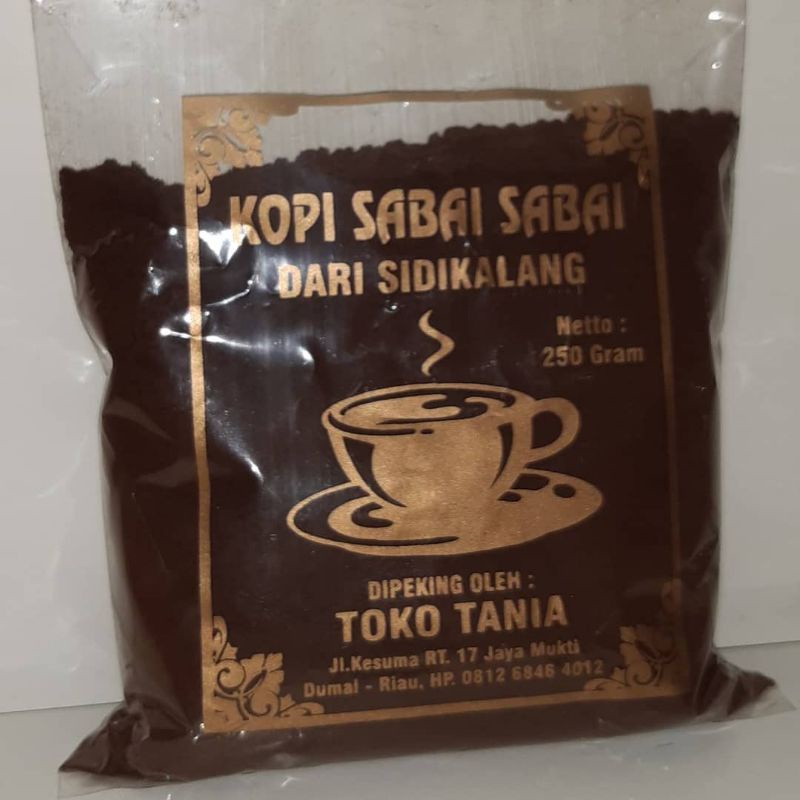 KOPI SABAI SABAI
DARI SIDIKALANG
Netto :
250 Gram
DIPEKING OLEH :
TOKO TANIA
Jl.Kesuma RT. 17 Jaya Mukti
Dumai - Riau, HP. 0812 6846 4012